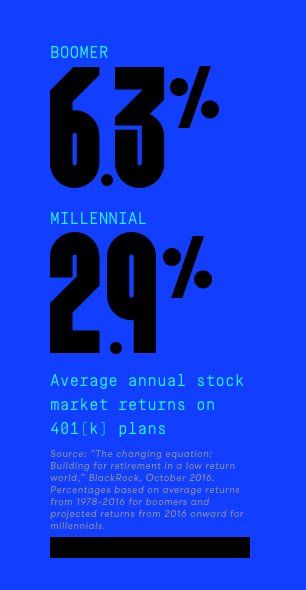 BOOMER
6.3%
MILLENNIAL
2.9%
Average annual stock
market returns on
401(k) plans
Source: "The changing equation:
Building for retirement in a low return
world," BlackRock, October 2016.
Percentages based on average returns
from 1978-2016 for boomers and
projected returns from 2016 onward for
millennials.